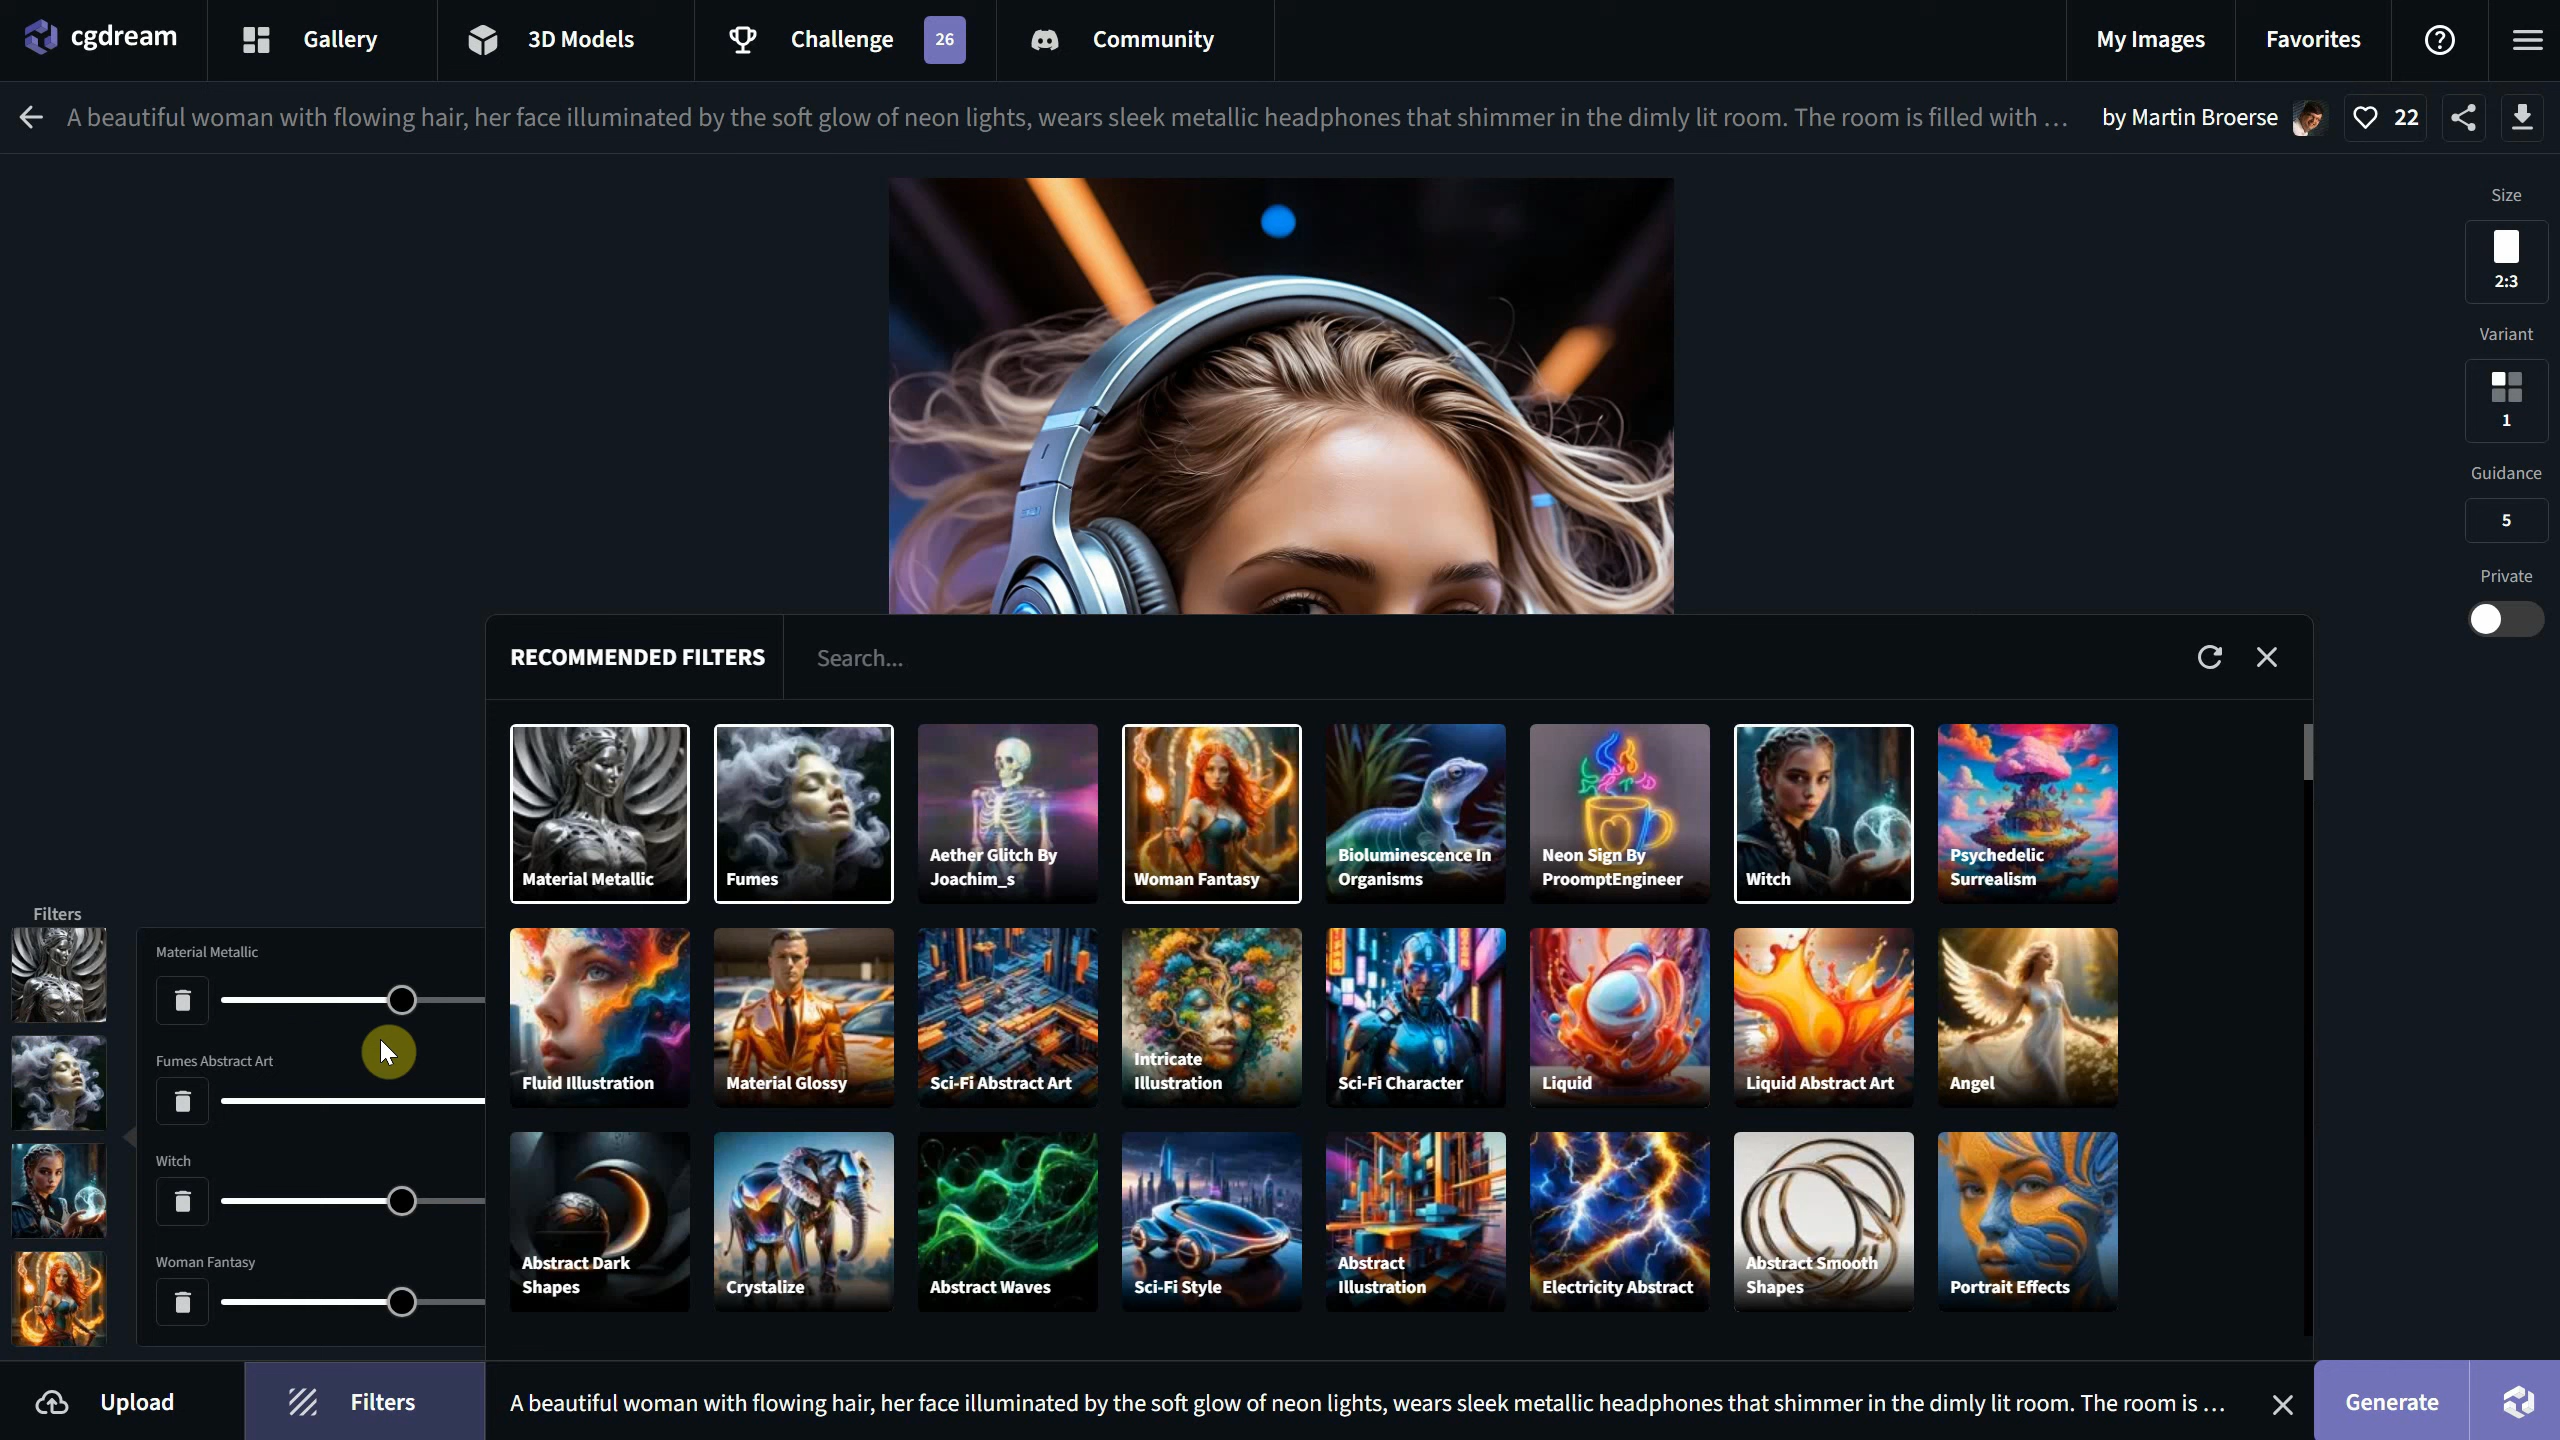 cgdream
Gallery
3D Models
Challenge
26
Community
My Images
Favorites
A beautiful woman with flowing hair, her face illuminated by the soft glow of neon lights, wears sleek metallic headphones that shimmer in the dimly lit room. The room is filled with ...
by Martin Broerse
22
Size
2:3
Variant
1
Guidance
5
Private
RECOMMENDED FILTERS
Search...
Material Metallic
Fumes
Aether Glitch By
Joachim_s
Woman Fantasy
Bioluminescence In
Organisms
Neon Sign By
ProomptEngineer
Witch
Psychedelic
Surrealism
Fluid Illustration
Material Glossy
Sci-Fi Abstract Art
Intricate
Illustration
Sci-Fi Character
Liquid
Liquid Abstract Art
Angel
Abstract Dark
Shapes
Crystalize
Abstract Waves
Sci-Fi Style
Abstract
Illustration
Electricity Abstract
Abstract Smooth
Shapes
Portrait Effects
Filters
Material Metallic
Fumes Abstract Art
Witch
Woman Fantasy
Upload
Filters
A beautiful woman with flowing hair, her face illuminated by the soft glow of neon lights, wears sleek metallic headphones that shimmer in the dimly lit room. The room is ...
Generate